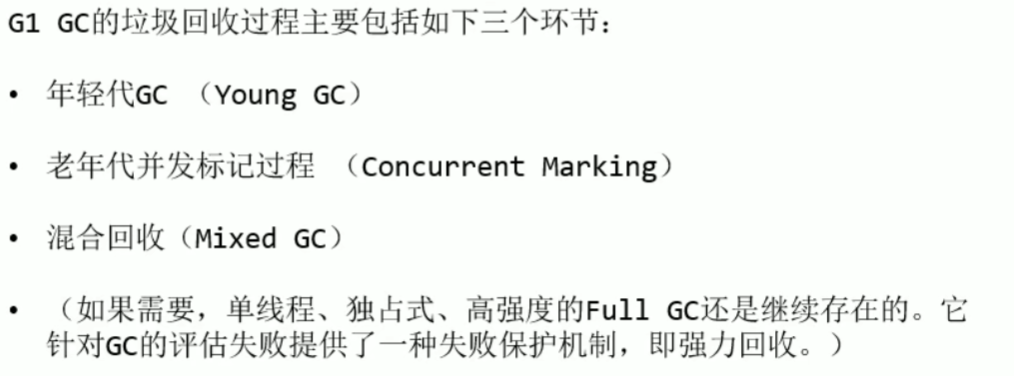 G1 GC的垃圾回收过程主要包括如下三个环节：
• 年轻代GC （Young GC）
• 老年代并发标记过程 （Concurrent Marking）
• 混合回收（Mixed GC）
• （如果需要，单线程、独占式、高强度的Full GC还是继续存在的。它
针对GC的评估失败提供了一种失败保护机制，即强力回收。）